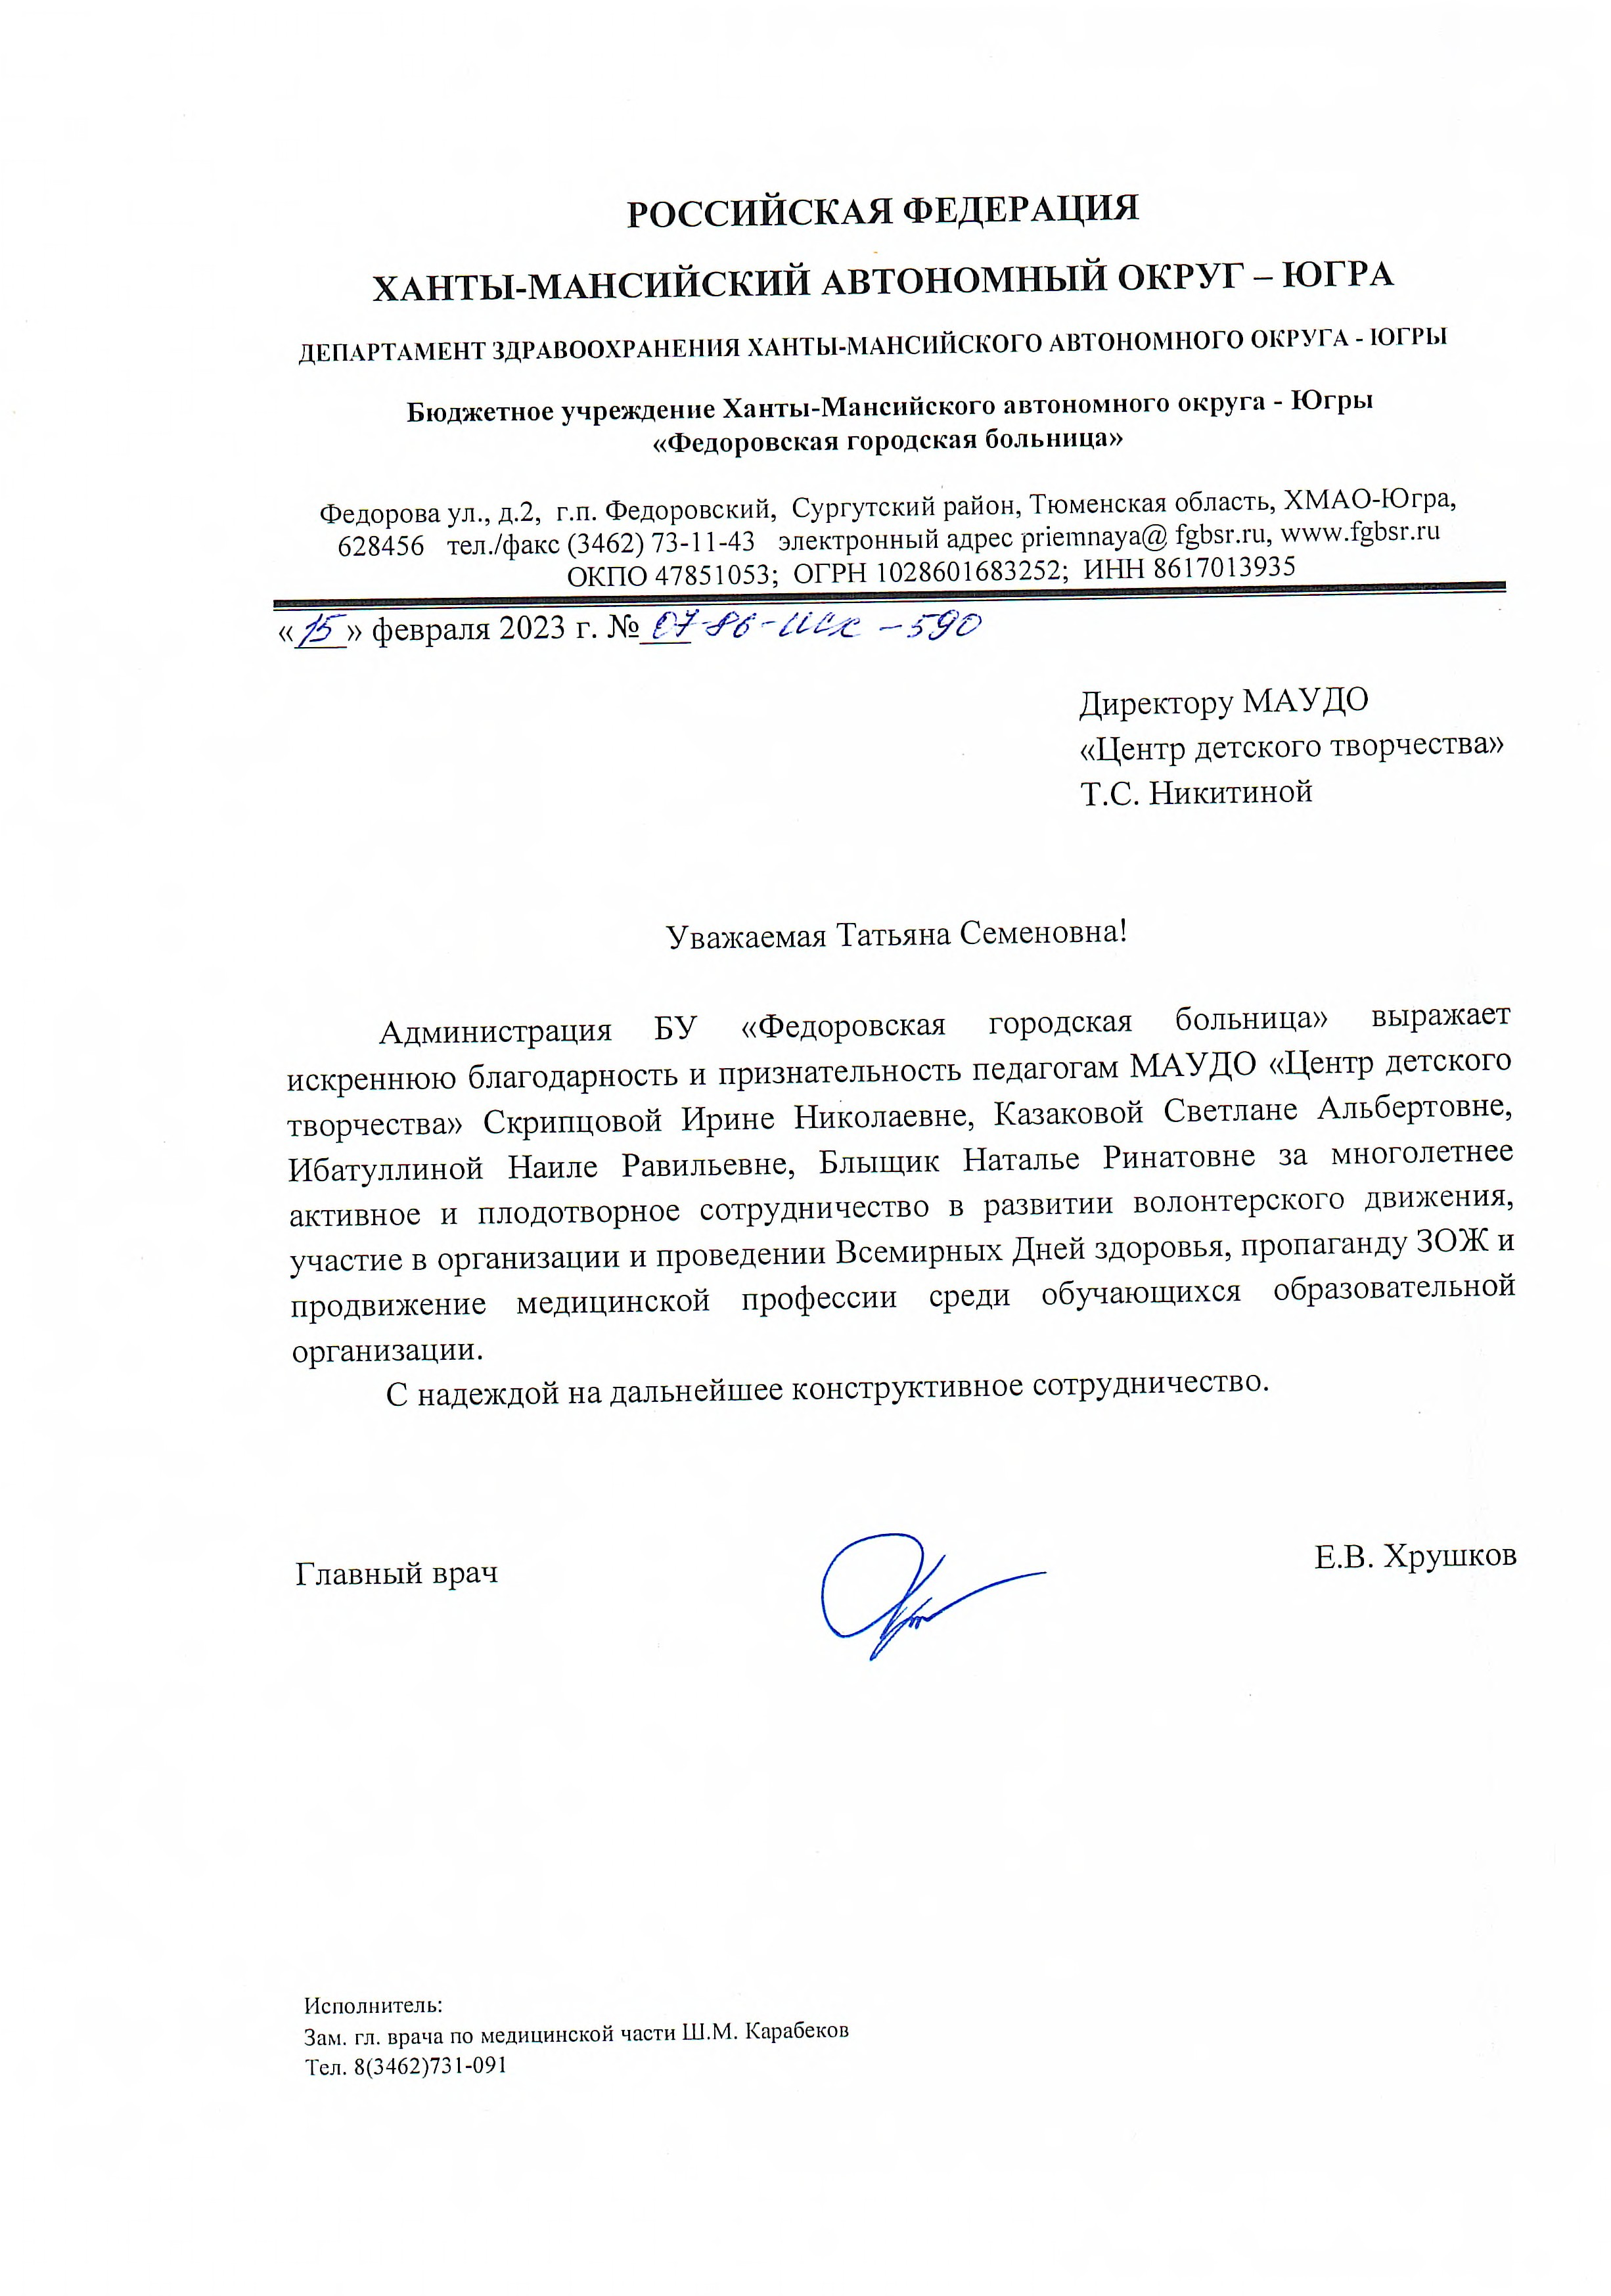 РОССИЙСКАЯ ФЕДЕРАЦИЯ
ХАНТЫ-МАНСИЙСКИЙ АВТОНОМНЫЙ ОКРУГ – ЮГРА
ДЕПАРТАМЕНТ ЗДРАВООХРАНЕНИЯ ХАНТЫ-МАНСИЙСКОГО АВТОНОМНОГО ОКРУГА - ЮГРЫ
Бюджетное учреждение Ханты-Мансийского автономного округа - Югры
«Федоровская городская больница»
Федорова ул., д.2, г.п. Федоровский, Сургутский район, Тюменская область, ХМАО-Югра,
628456 тел./факс (3462) 73-11-43 электронный адрес priemnaya@ fgbsr.ru, www.fgbsr.ru
ОКПО 47851053; ОГРН 1028601683252; ИНН 8617013935
«15» февраля 2023 г. № 07-86-Исх-590
Директору МАУДО
«Центр детского творчества»
Т.С. Никитиной
Уважаемая Татьяна Семеновна!
Администрация БУ «Федоровская городская больница» выражает
искреннюю благодарность и признательность педагогам МАУДО «Центр детского
творчества» Скрипцовой Ирине Николаевне, Казаковой Светлане Альбертовне,
Ибатуллиной Наиле Равильевне, Блыщик Наталье Ринатовне за многолетнее
активное и плодотворное сотрудничество в развитии волонтерского движения,
участие в организации и проведении Всемирных Дней здоровья, пропаганду ЗОЖ и
продвижение медицинской профессии среди обучающихся образовательной
организации.
С надеждой на дальнейшее конструктивное сотрудничество.
Главный врач Е.В. Хрушков
Исполнитель:
Зам. гл. врача по медицинской части Ш.М. Карабеков
Тел. 8(3462)731-091